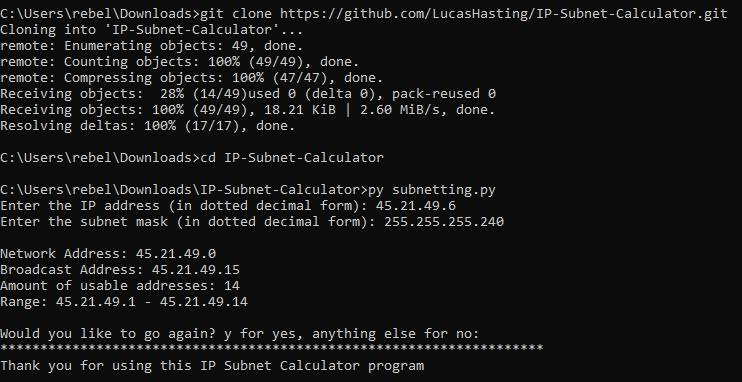 C:\Users\rebel\Downloads>git clone https://github.com/LucasHasting/IP-Subnet-Calculator.git
Cloning into 'IP-Subnet-Calculator'...
remote: Enumerating objects: 49, done.
remote: Counting objects: 100% (49/49), done.
remote: Compressing objects: 100% (47/47), done.
Receiving objects:  28% (14/49)used 0 (delta 0), pack-reused 0
Receiving objects: 100% (49/49), 18.21 KiB | 2.60 MiB/s, done.
Resolving deltas: 100% (17/17), done.
C:\Users\rebel\Downloads>cd IP-Subnet-Calculator
C:\Users\rebel\Downloads\IP-Subnet-Calculator>py subnetting.py
Enter the IP address (in dotted decimal form): 45.21.49.6
Enter the subnet mask (in dotted decimal form): 255.255.255.240
Network Address: 45.21.49.0
Broadcast Address: 45.21.49.15
Amount of usable addresses: 14
Range: 45.21.49.1 - 45.21.49.14
Would you like to go again? y for yes, anything else for no:
********************************************************************
Thank you for using this IP Subnet Calculator program